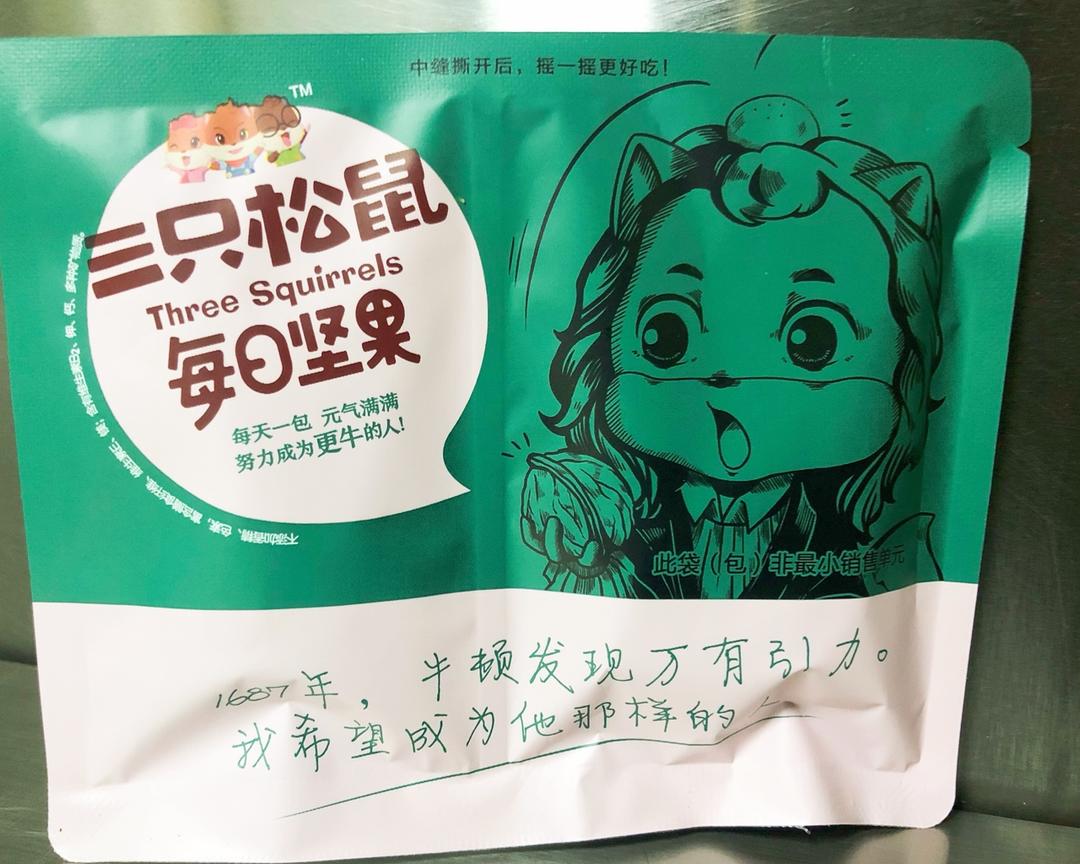 中缝撕开后，摇一摇更好吃！
TM
三只松鼠
Three Squirrels
每日坚果
每天一包 元气满满
努力成为更牛的人!
此袋（包）非最小销售单元
1687年，牛顿发现万有引力。
我希望成为他那样的